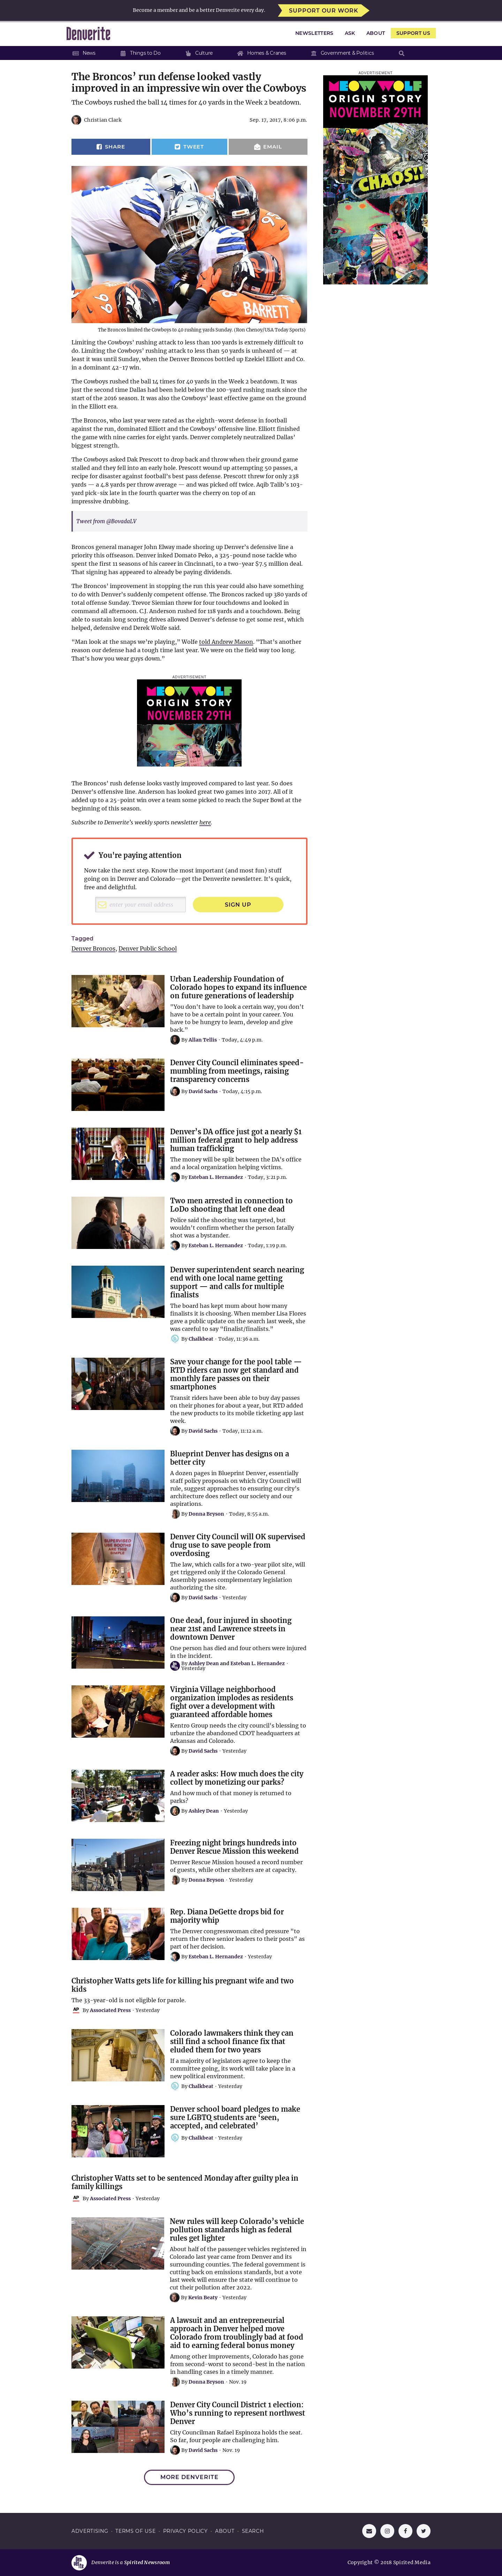 Become a member and be a better Denverite every day.
SUPPORT OUR WORK
Denverite
NEWSLETTERS
ASK
ABOUT
SUPPORT US
News
Things to Do
Culture
Homes & Cranes
Government & Politics
The Broncos’ run defense looked vastly
improved in an impressive win over the Cowboys
The Cowboys rushed the ball 14 times for 40 yards in the Week 2 beatdown.
Christian Clark
Sep. 17, 2017, 8:06 p.m.
SHARE
TWEET
EMAIL
BARRETT
The Broncos limited the Cowboys to 40 rushing yards Sunday. (Ron Chenoy/USA Today Sports)
Limiting the Cowboys’ rushing attack to less than 100 yards is extremely difficult to
do. Limiting the Cowboys’ rushing attack to less than 50 yards is unheard of — at
least it was until Sunday, when the Denver Broncos bottled up Ezekiel Elliott and Co.
in a dominant 42-17 win.
The Cowboys rushed the ball 14 times for 40 yards in the Week 2 beatdown. It was
just the second time Dallas had been held below the 100-yard rushing mark since the
start of the 2016 season. It was also the Cowboys’ least effective game on the ground
in the Elliott era.
The Broncos, who last year were rated as the eighth-worst defense in football
against the run, dominated Elliott and the Cowboys’ offensive line. Elliott finished
the game with nine carries for eight yards. Denver completely neutralized Dallas’
biggest strength.
The Cowboys asked Dak Prescott to drop back and throw when their ground game
stalled and they fell into an early hole. Prescott wound up attempting 50 passes, a
recipe for disaster against football’s best pass defense. Prescott threw for only 238
yards — a 4.8 yards per throw average — and was picked off twice. Aqib Talib’s 103-
yard pick-six late in the fourth quarter was the cherry on top of an
impressive drubbing.
Tweet from @BovadaLV
Broncos general manager John Elway made shoring up Denver’s defensive line a
priority this offseason. Denver inked Domato Peko, a 325-pound nose tackle who
spent the first 11 seasons of his career in Cincinnati, to a two-year $7.5 million deal.
That signing has appeared to already be paying dividends.
The Broncos’ improvement in stopping the run this year could also have something
to do with Denver’s suddenly competent offense. The Broncos racked up 380 yards of
total offense Sunday. Trevor Siemian threw for four touchdowns and looked in
command all afternoon. C.J. Anderson rushed for 118 yards and a touchdown. Being
able to sustain long scoring drives allowed Denver’s defense to get some rest, which
helped, defensive end Derek Wolfe said.
“Man look at the snaps we’re playing,” Wolfe told Andrew Mason. “That’s another
reason our defense had a tough time last year. We were on the field way too long.
That’s how you wear guys down.”
ADVERTISEMENT
MEOW WOLF
ORIGIN STORY
NOVEMBER 29TH
The Broncos’ rush defense looks vastly improved compared to last year. So does
Denver’s offensive line. Anderson has looked great two games into 2017. All of it
added up to a 25-point win over a team some picked to reach the Super Bowl at the
beginning of this season.
Subscribe to Denverite’s weekly sports newsletter here.
You’re paying attention
Now take the next step. Know the most important (and most fun) stuff
going on in Denver and Colorado—get the Denverite newsletter. It’s quick,
free and delightful.
enter your email address
SIGN UP
Tagged
Denver Broncos, Denver Public School
Urban Leadership Foundation of
Colorado hopes to expand its influence
on future generations of leadership
"You don’t have to look a certain way, you don’t
have to be a certain point in your career. You
have to be hungry to learn, develop and give
back."
By Allan Tellis · Today, 4:49 p.m.
Denver City Council eliminates speed-
mumbling from meetings, raising
transparency concerns
By David Sachs · Today, 4:15 p.m.
Denver’s DA office just got a nearly $1
million federal grant to help address
human trafficking
The money will be split between the DA’s office
and a local organization helping victims.
By Esteban L. Hernandez · Today, 3:21 p.m.
Two men arrested in connection to
LoDo shooting that left one dead
Police said the shooting was targeted, but
wouldn’t confirm whether the person fatally
shot was a bystander.
By Esteban L. Hernandez · Today, 1:19 p.m.
Denver superintendent search nearing
end with one local name getting
support — and calls for multiple
finalists
The board has kept mum about how many
finalists it is choosing. When member Lisa Flores
gave a public update on the search last week, she
was careful to say “finalist/finalists.”
By Chalkbeat · Today, 11:36 a.m.
Save your change for the pool table —
RTD riders can now get standard and
monthly fare passes on their
smartphones
Transit riders have been able to buy day passes
on their phones for about a year, but RTD added
the new products to its mobile ticketing app last
week.
By David Sachs · Today, 11:12 a.m.
Blueprint Denver has designs on a
better city
A dozen pages in Blueprint Denver, essentially
staff policy proposals on which City Council will
rule, suggest approaches to ensuring our city’s
architecture does reflect our society and our
aspirations.
By Donna Bryson · Today, 8:55 a.m.
Denver City Council will OK supervised
drug use to save people from
overdosing
The law, which calls for a two-year pilot site, will
get triggered only if the Colorado General
Assembly passes complementary legislation
authorizing the site.
By David Sachs · Yesterday
One dead, four injured in shooting
near 21st and Lawrence streets in
downtown Denver
One person has died and four others were injured
in the incident.
By Ashley Dean and Esteban L. Hernandez ·
Yesterday
Virginia Village neighborhood
organization implodes as residents
fight over a development with
guaranteed affordable homes
Kentro Group needs the city council’s blessing to
urbanize the abandoned CDOT headquarters at
Arkansas and Colorado.
By David Sachs · Yesterday
A reader asks: How much does the city
collect by monetizing our parks?
And how much of that money is returned to
parks?
By Ashley Dean · Yesterday
Freezing night brings hundreds into
Denver Rescue Mission this weekend
Denver Rescue Mission housed a record number
of guests, while other shelters are at capacity.
By Donna Bryson · Yesterday
Rep. Diana DeGette drops bid for
majority whip
The Denver congresswoman cited pressure "to
return the three senior leaders to their posts" as
part of her decision.
By Esteban L. Hernandez · Yesterday
Christopher Watts gets life for killing his pregnant wife and two
kids
The 33-year-old is not eligible for parole.
AP By Associated Press · Yesterday
Colorado lawmakers think they can
still find a school finance fix that
eluded them for two years
If a majority of legislators agree to keep the
committee going, its work will take place in a
new political environment.
By Chalkbeat · Yesterday
Denver school board pledges to make
sure LGBTQ students are ‘seen,
accepted, and celebrated’
By Chalkbeat · Yesterday
Christopher Watts set to be sentenced Monday after guilty plea in
family killings
AP By Associated Press · Yesterday
New rules will keep Colorado’s vehicle
pollution standards high as federal
rules get lighter
About half of the passenger vehicles registered in
Colorado last year came from Denver and its
surrounding counties. The federal government is
cutting back on emissions standards, but a vote
last week will ensure the state will continue to
cut their pollution after 2022.
By Kevin Beaty · Yesterday
A lawsuit and an entrepreneurial
approach in Denver helped move
Colorado from troublingly bad at food
aid to earning federal bonus money
Among other improvements, Colorado has gone
from second-worst to second-best in the nation
in handling cases in a timely manner.
By Donna Bryson · Nov. 19
Denver City Council District 1 election:
Who’s running to represent northwest
Denver
City Councilman Rafael Espinoza holds the seat.
So far, four people are challenging him.
By David Sachs · Nov. 19
MORE DENVERITE
ADVERTISEMENT
MEOW WOLF
ORIGIN STORY
NOVEMBER 29TH
CHAOS!!
ADVERTISING · TERMS OF USE · PRIVACY POLICY · ABOUT · SEARCH
Denverite is a Spirited Newsroom
Copyright © 2018 Spirited Media